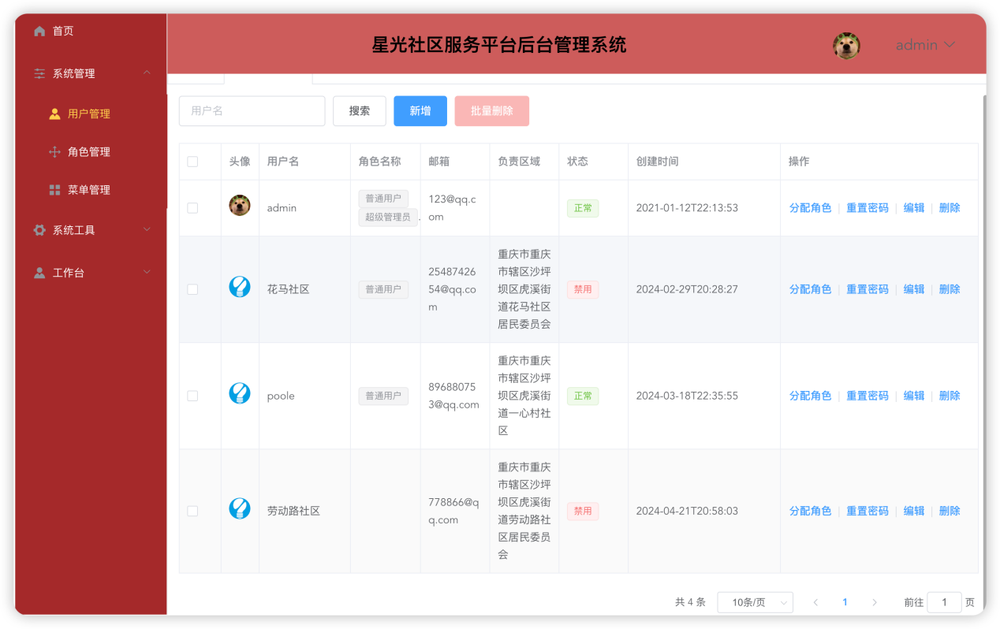 首页
星光社区服务平台后台管理系统
admin
系统管理
用户管理
角色管理
菜单管理
系统工具
工作台
用户名
搜索
新增
批量删除
头像
用户名
角色名称
邮箱
负责区域
状态
创建时间
操作
admin
普通用户
超级管理员
123@qq.c
om
正常
2021-01-12T22:13:53
分配角色
重置密码
编辑
删除
花马社区
普通用户
25487426
54@qq.co
m
重庆市重庆
市辖区沙坪
坝区虎溪街
道花马社区
居民委员会
禁用
2024-02-29T20:28:27
分配角色
重置密码
编辑
删除
poole
普通用户
89688075
3@qq.com
重庆市重庆
市辖区沙坪
坝区虎溪街
道一心村社
区
正常
2024-03-18T22:35:55
分配角色
重置密码
编辑
删除
劳动路社区
778866@q
q.com
重庆市重庆
市辖区沙坪
坝区虎溪街
道劳动路社
区居民委员
会
禁用
2024-04-21T20:58:03
分配角色
重置密码
编辑
删除
共 4 条
10条/页
1
前往
1
页